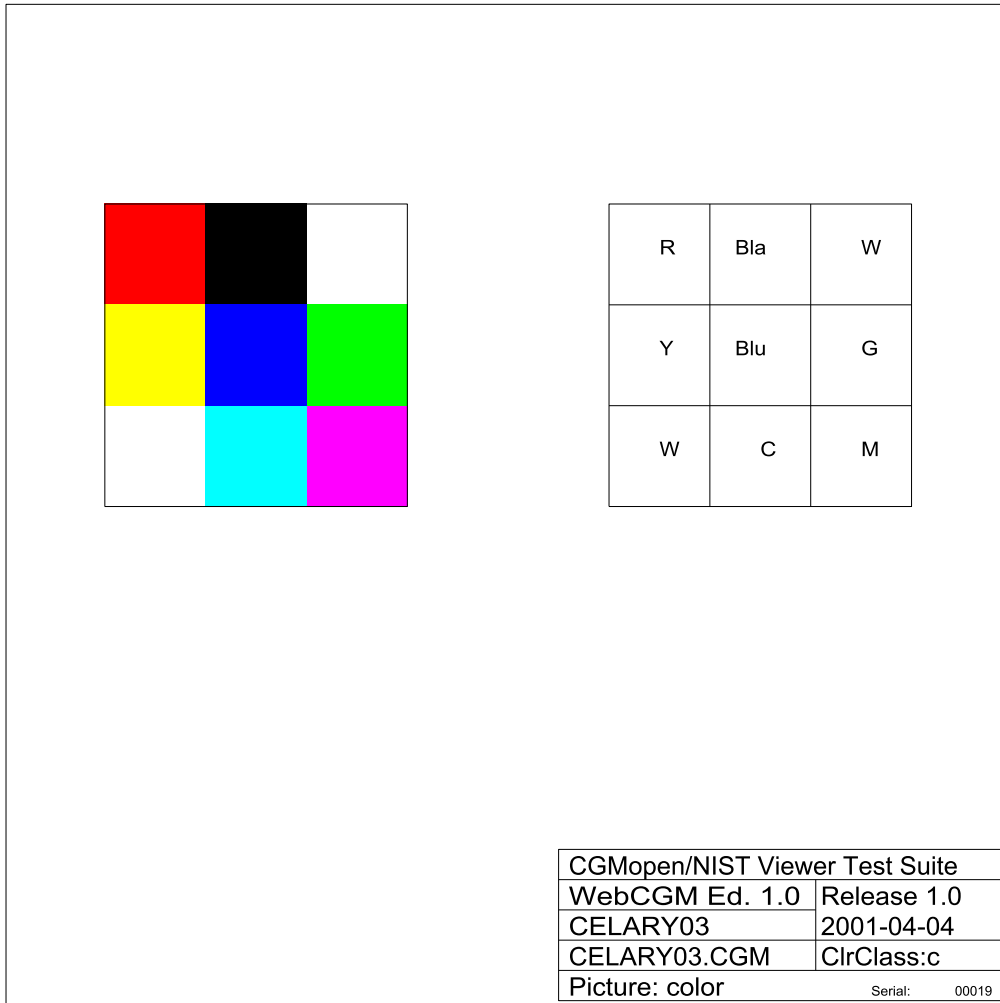 R Bla W
Y Blu G
W C M
CGMopen/NIST Viewer Test Suite
WebCGM Ed. 1.0 Release 1.0
CELARY03 2001-04-04
CELARY03.CGM ClrClass:c
Picture: color Serial: 00019